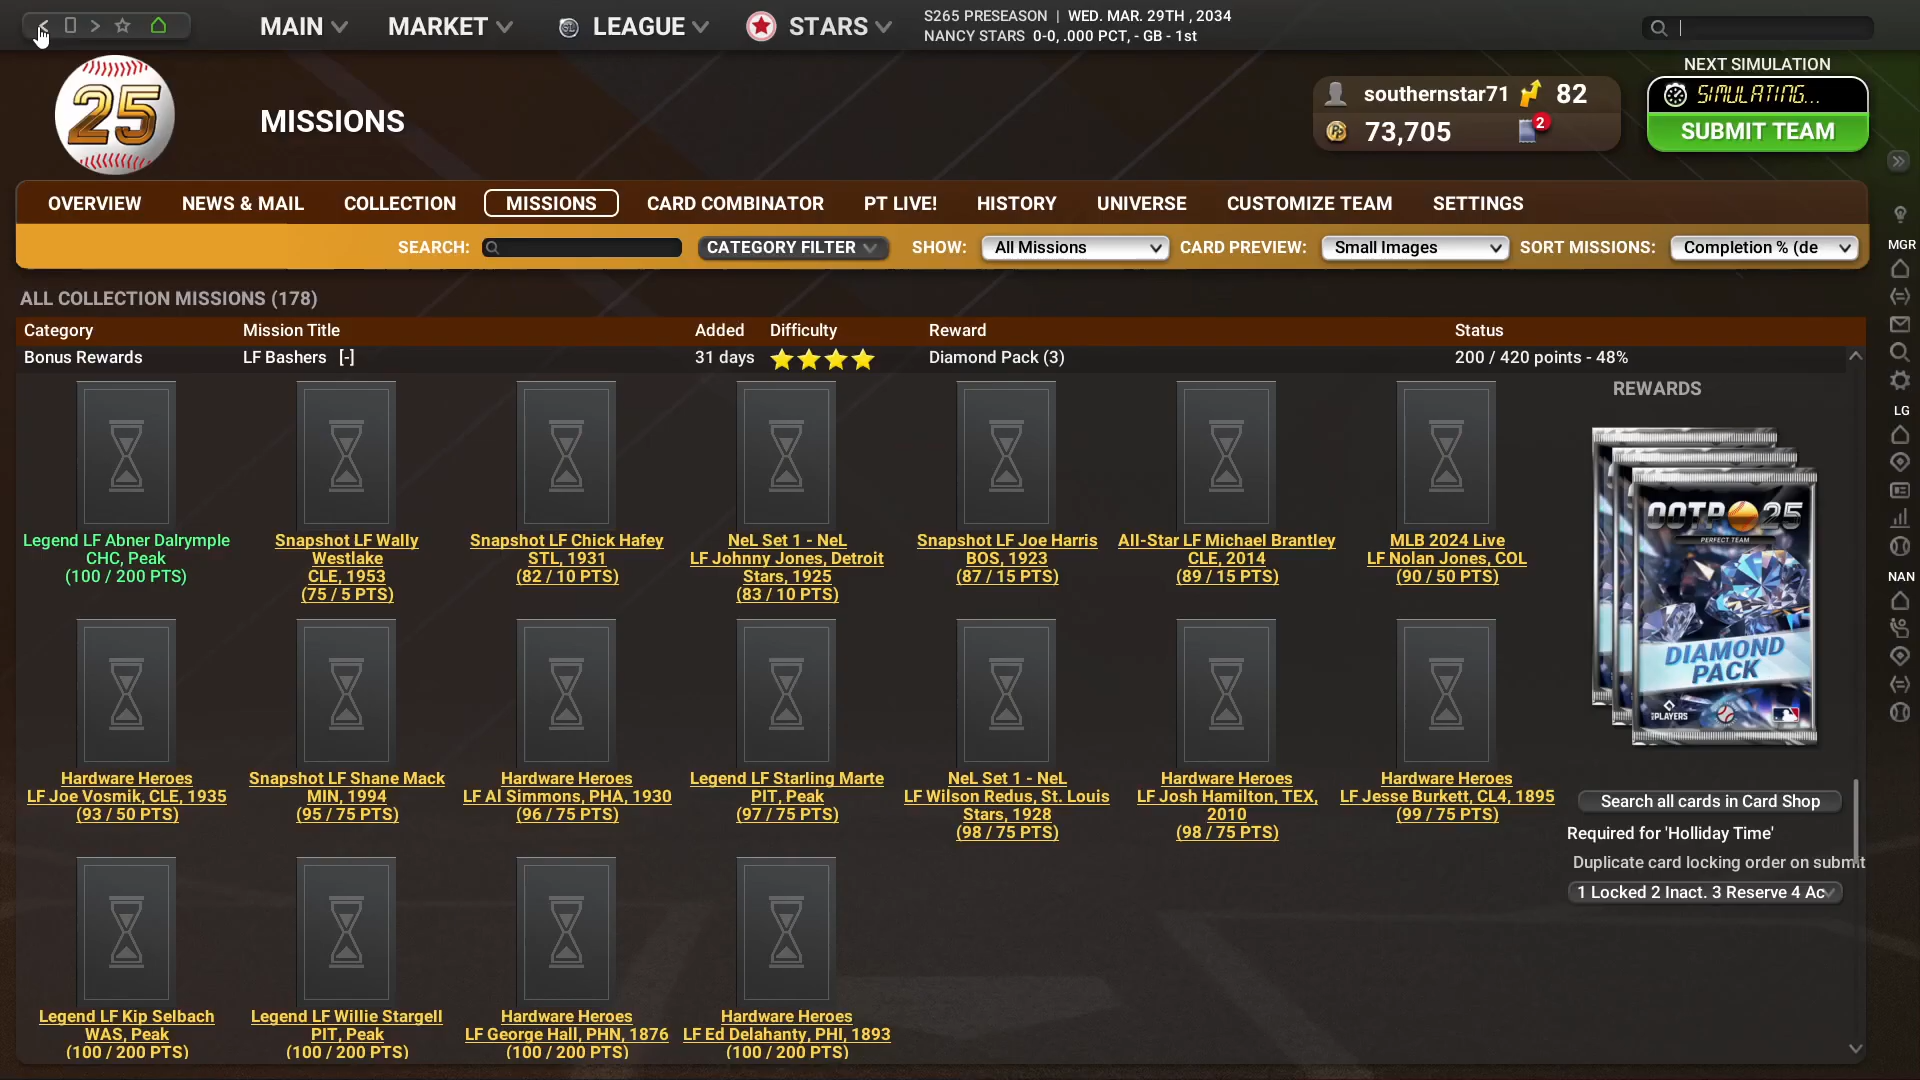 MAIN MARKET LEAGUE STARS
S265 PRESEASON | WED. MAR. 29TH , 2034
NANCY STARS 0-0, .000 PCT, - GB - 1st
25
MISSIONS
southernstar71 82
73,705 2
NEXT SIMULATION
SIMULATING...
SUBMIT TEAM
OVERVIEW NEWS & MAIL COLLECTION MISSIONS CARD COMBINATOR PT LIVE! HISTORY UNIVERSE CUSTOMIZE TEAM SETTINGS
SEARCH: CATEGORY FILTER SHOW: All Missions CARD PREVIEW: Small Images SORT MISSIONS: Completion % (de
ALL COLLECTION MISSIONS (178)
Category Mission Title Added Difficulty Reward Status
Bonus Rewards LF Bashers [-] 31 days Diamond Pack (3) 200 / 420 points - 48%
Legend LF Abner Dalrymple
CHC, Peak
(100 / 200 PTS)
Snapshot LF Wally
Westlake
CLE, 1953
(75 / 5 PTS)
Snapshot LF Chick Hafey
STL, 1931
(82 / 10 PTS)
NeL Set 1 - NeL
LF Johnny Jones, Detroit
Stars, 1925
(83 / 10 PTS)
Snapshot LF Joe Harris
BOS, 1923
(87 / 15 PTS)
All-Star LF Michael Brantley
CLE, 2014
(89 / 15 PTS)
MLB 2024 Live
LF Nolan Jones, COL
(90 / 50 PTS)
Hardware Heroes
LF Joe Vosmik, CLE, 1935
(93 / 50 PTS)
Snapshot LF Shane Mack
MIN, 1994
(95 / 75 PTS)
Hardware Heroes
LF Al Simmons, PHA, 1930
(96 / 75 PTS)
Legend LF Starling Marte
PIT, Peak
(97 / 75 PTS)
NeL Set 1 - NeL
LF Wilson Redus, St. Louis
Stars, 1928
(98 / 75 PTS)
Hardware Heroes
LF Josh Hamilton, TEX,
2010
(98 / 75 PTS)
Hardware Heroes
LF Jesse Burkett, CL4, 1895
(99 / 75 PTS)
Legend LF Kip Selbach
WAS, Peak
(100 / 200 PTS)
Legend LF Willie Stargell
PIT, Peak
(100 / 200 PTS)
Hardware Heroes
LF George Hall, PHN, 1876
(100 / 200 PTS)
Hardware Heroes
LF Ed Delahanty, PHI, 1893
(100 / 200 PTS)
REWARDS
OOTP 25
PERFECT TEAM
DIAMOND
PACK
PLAYERS
Search all cards in Card Shop
Required for 'Holliday Time'
Duplicate card locking order on submit
1 Locked 2 Inact. 3 Reserve 4 Ac
MGR
LG
NAN